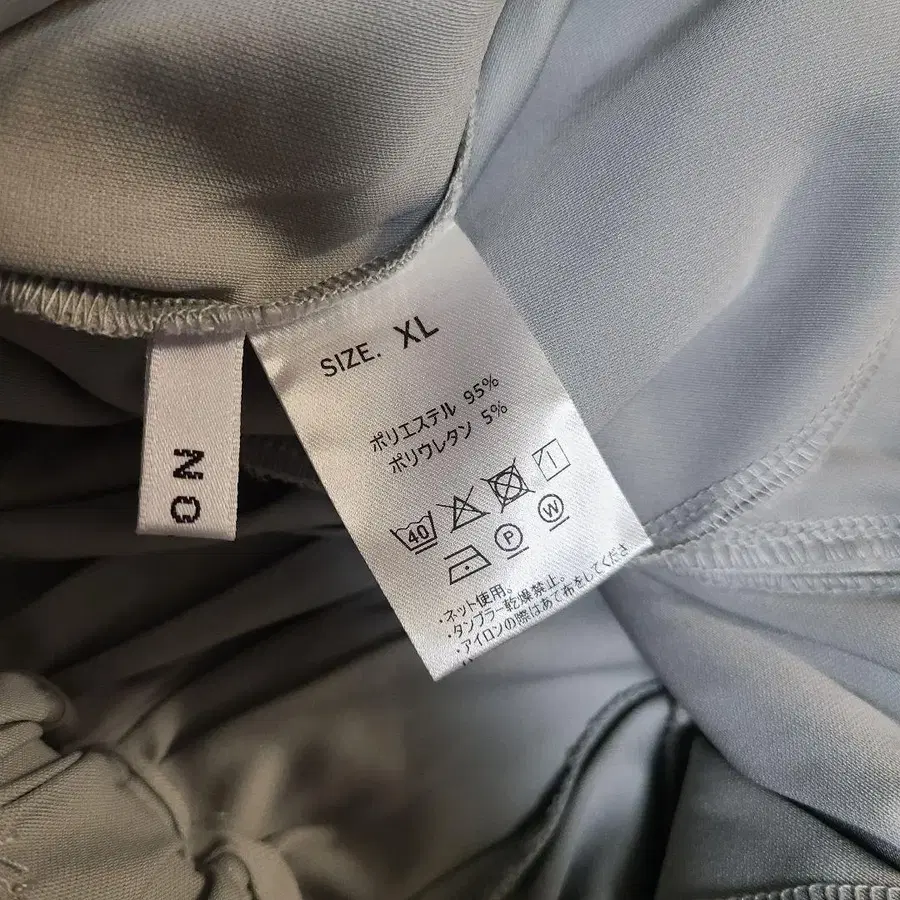 SIZE. XL
ポリエステル 95%
ポリウレタン 5%
40
P
W
・ネット使用。
・タンブラー乾燥禁止。
・アイロンの際はあて布をしてくださ
NO